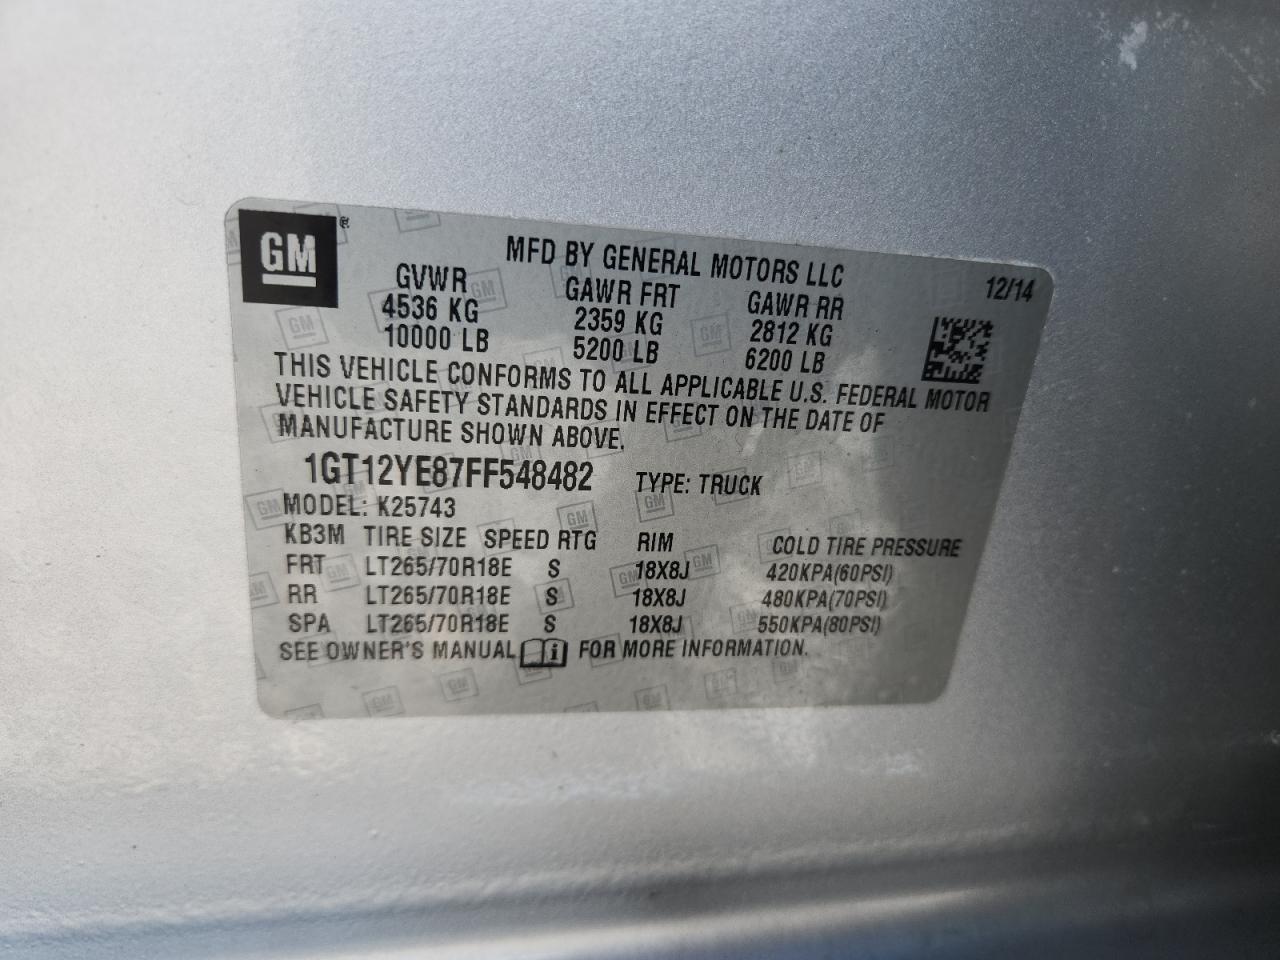 GM®
MFD BY GENERAL MOTORS LLC
12/14
GVWR GAWR FRT GAWR RR
4536 KG 2359 KG 2812 KG
10000 LB 5200 LB 6200 LB
THIS VEHICLE CONFORMS TO ALL APPLICABLE U.S. FEDERAL MOTOR
VEHICLE SAFETY STANDARDS IN EFFECT ON THE DATE OF
MANUFACTURE SHOWN ABOVE.
1GT12YE87FF548482 TYPE: TRUCK
MODEL: K25743
KB3M TIRE SIZE SPEED RTG RIM COLD TIRE PRESSURE
FRT LT265/70R18E S 18X8J 420KPA(60PSI)
RR LT265/70R18E S 18X8J 480KPA(70PSI)
SPA LT265/70R18E S 18X8J 550KPA(80PSI)
SEE OWNER'S MANUAL i FOR MORE INFORMATION.